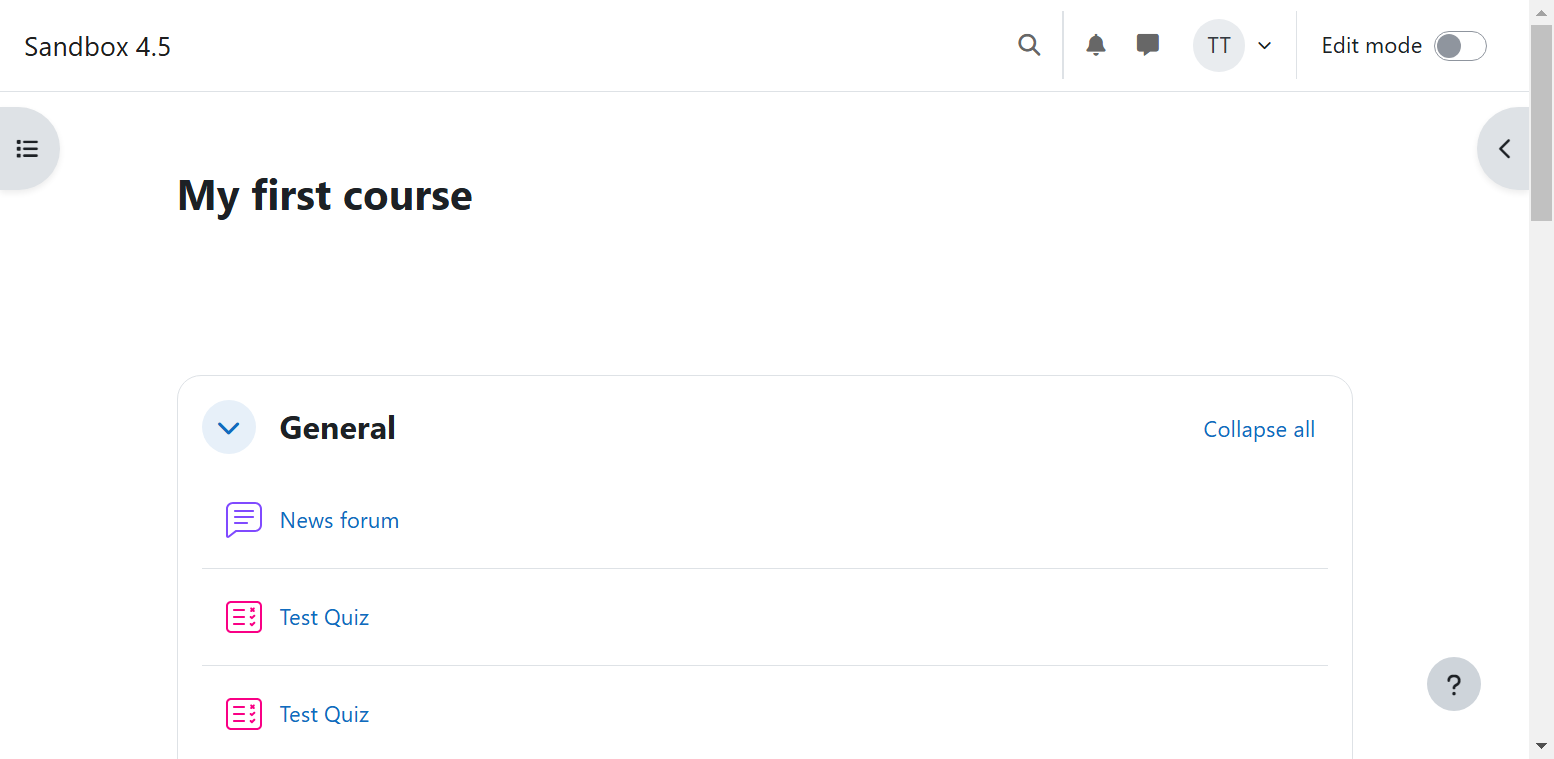 Sandbox 4.5
TT
Edit mode
My first course
General
Collapse all
News forum
Test Quiz
Test Quiz
?